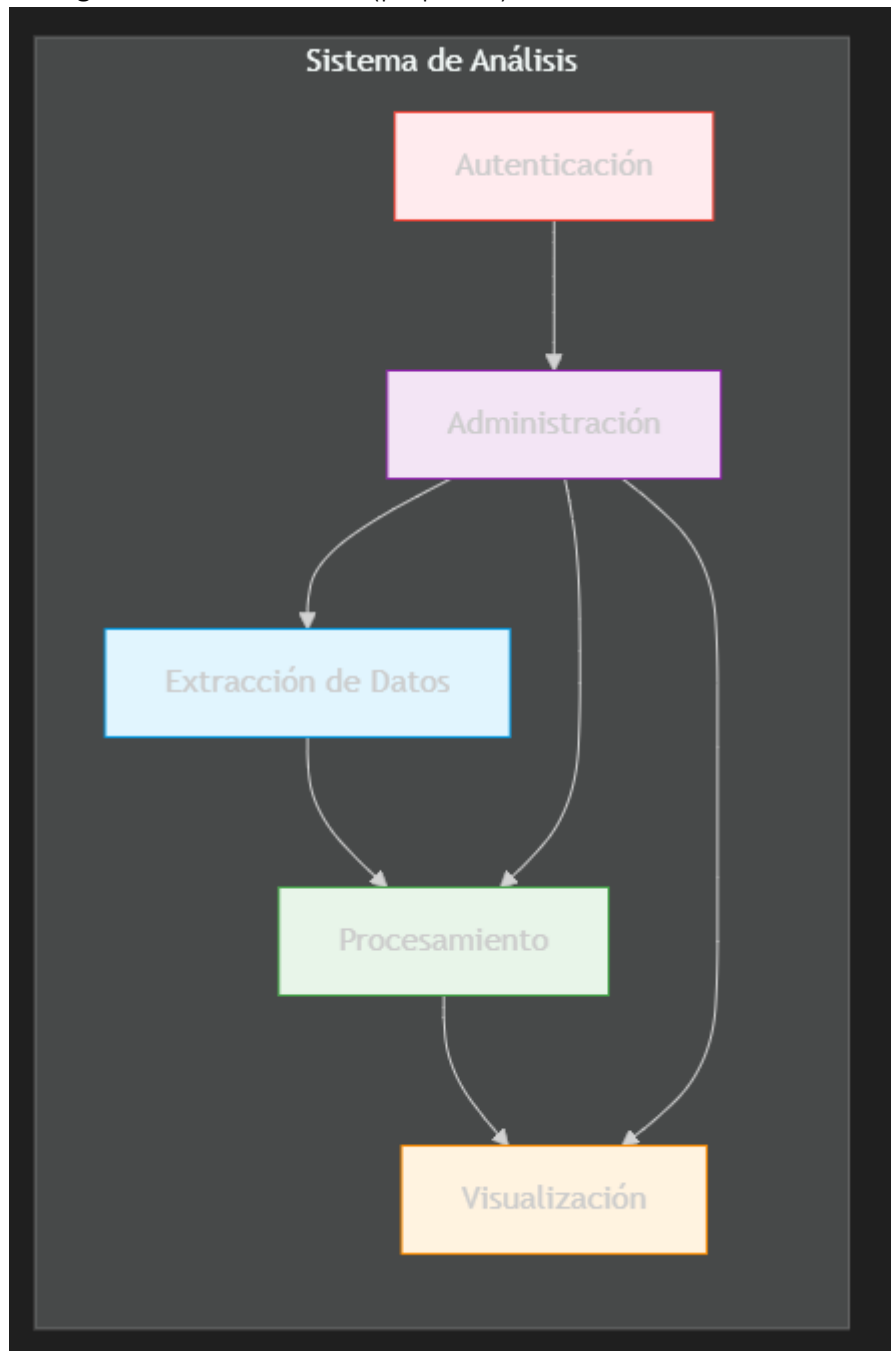 Sistema de Análisis
Autenticación
Administración
Extracción de Datos
Procesamiento
Visualización